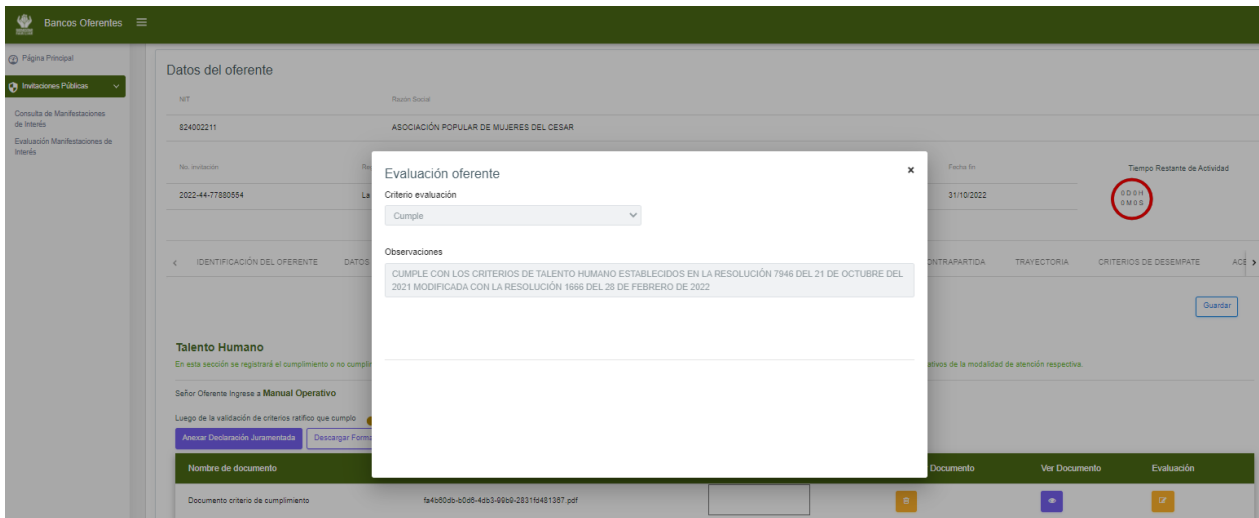 Bancos Oferentes
Página Principal
Invitaciones Públicas
Consulta de Manifestaciones
de Interés
Evaluación Manifestaciones de
Interés
Datos del oferente
NIT Razón Social
824002211 ASOCIACIÓN POPULAR DE MUJERES DEL CESAR
No. invitación Fecha fin Tiempo Restante de Actividad
2022-44-77880554 La 31/10/2022 0 D 0 H
0 M 0 S
Evaluación oferente x
Criterio evaluación
Cumple
Observaciones
CUMPLE CON LOS CRITERIOS DE TALENTO HUMANO ESTABLECIDOS EN LA RESOLUCIÓN 7946 DEL 21 DE OCTUBRE DEL
2021 MODIFICADA CON LA RESOLUCIÓN 1666 DEL 28 DE FEBRERO DE 2022
IDENTIFICACIÓN DEL OFERENTE DATOS ONTRAPARTIDA TRAYECTORIA CRITERIOS DE DESEMPATE ACE
Guardar
Talento Humano
En esta sección se registrará el cumplimiento o no cumplim ativos de la modalidad de atención respectiva.
Señor Oferente Ingrese a Manual Operativo
Luego de la validación de criterios ratifico que cumplo
Anexar Declaración Juramentada Descargar Forma
Nombre de documento Documento Ver Documento Evaluación
Documento criterio de cumplimiento fa4b60db-b0d6-4db3-99b9-2831fd481367.pdf